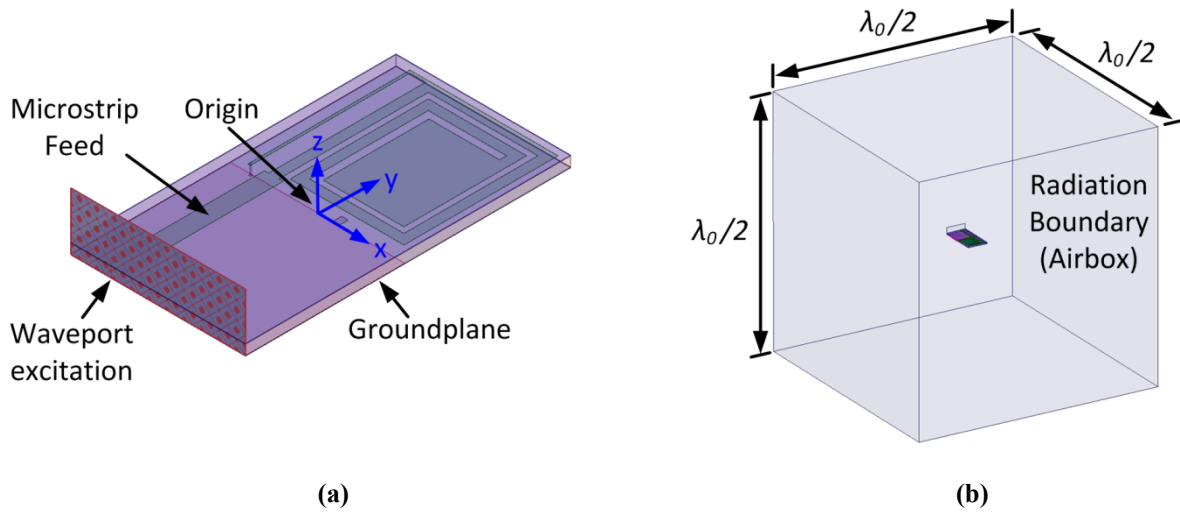 Microstrip
Feed
Origin
z
y
x
Waveport
excitation
Groundplane
(a)
λ₀/2
λ₀/2
λ₀/2
Radiation
Boundary
(Airbox)
(b)